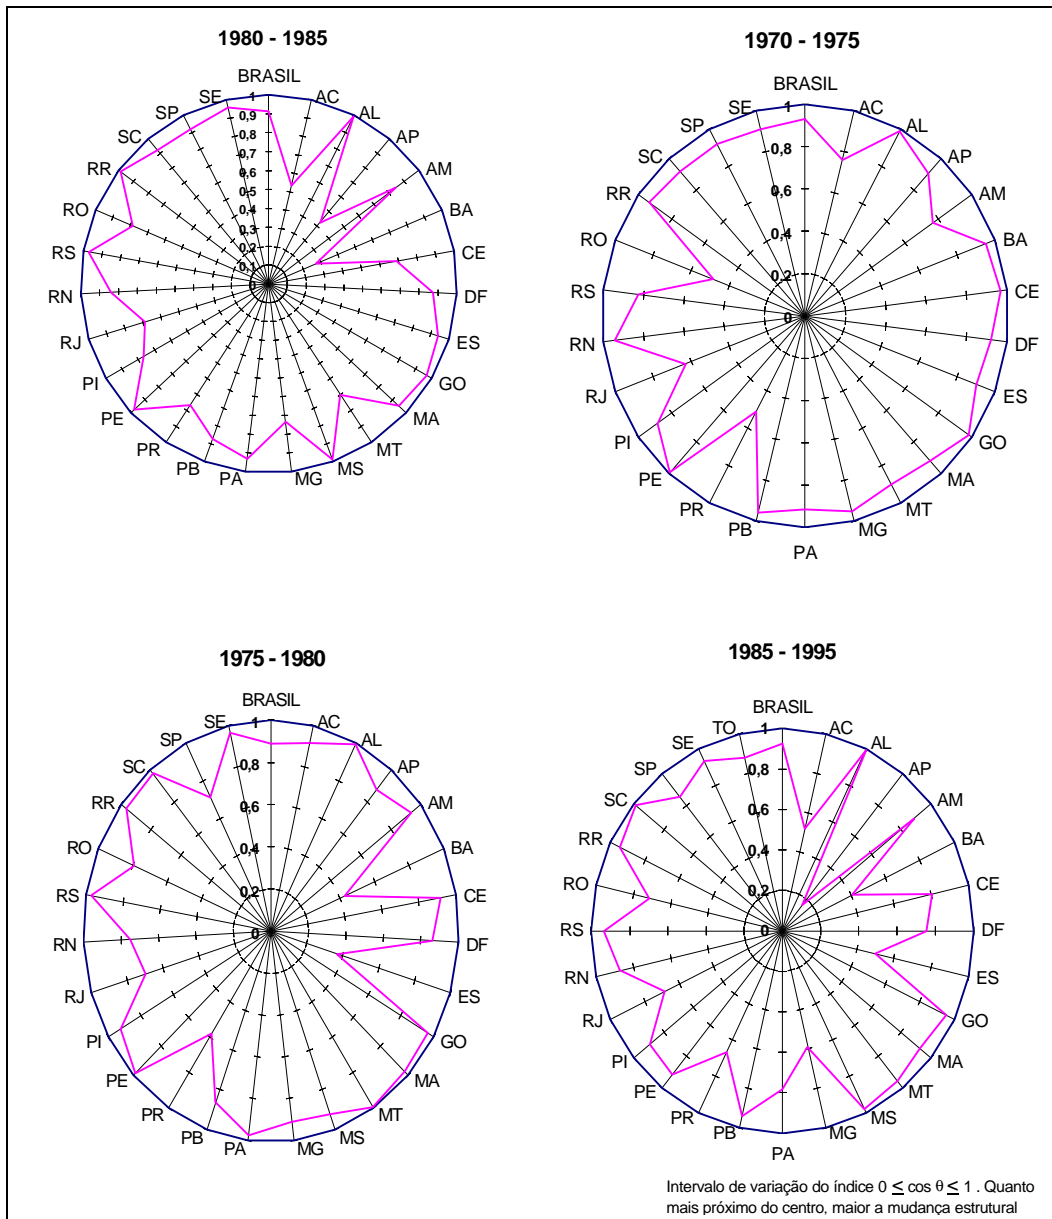 1980 - 1985
BRASIL
AC
AL
AP
AM
BA
CE
DF
ES
GO
MA
MT
MS
MG
PA
PB
PR
PE
PI
RJ
RN
RS
RO
RR
SC
SP
SE
1
0,9
0,8
0,7
0,6
0,5
0,4
0,3
0,2
0,1
0
1970 - 1975
BRASIL
AC
AL
AP
AM
BA
CE
DF
ES
GO
MA
MT
MG
PA
PB
PR
PE
PI
RJ
RN
RS
RO
RR
SC
SP
SE
1
0,8
0,6
0,4
0,2
0
1975 - 1980
BRASIL
AC
AL
AP
AM
BA
CE
DF
ES
GO
MA
MT
MS
MG
PA
PB
PR
PE
PI
RJ
RN
RS
RO
RR
SC
SP
SE
1
0,8
0,6
0,4
0,2
0
1985 - 1995
BRASIL
AC
AL
AP
AM
BA
CE
DF
ES
GO
MA
MT
MS
MG
PA
PB
PR
PE
PI
RJ
RN
RS
RO
RR
SC
SP
SE
TO
1
0,8
0,6
0,4
0,2
0
Intervalo de variação do índice 0 ≤ cos θ ≤ 1 . Quanto
mais próximo do centro, maior a mudança estrutural